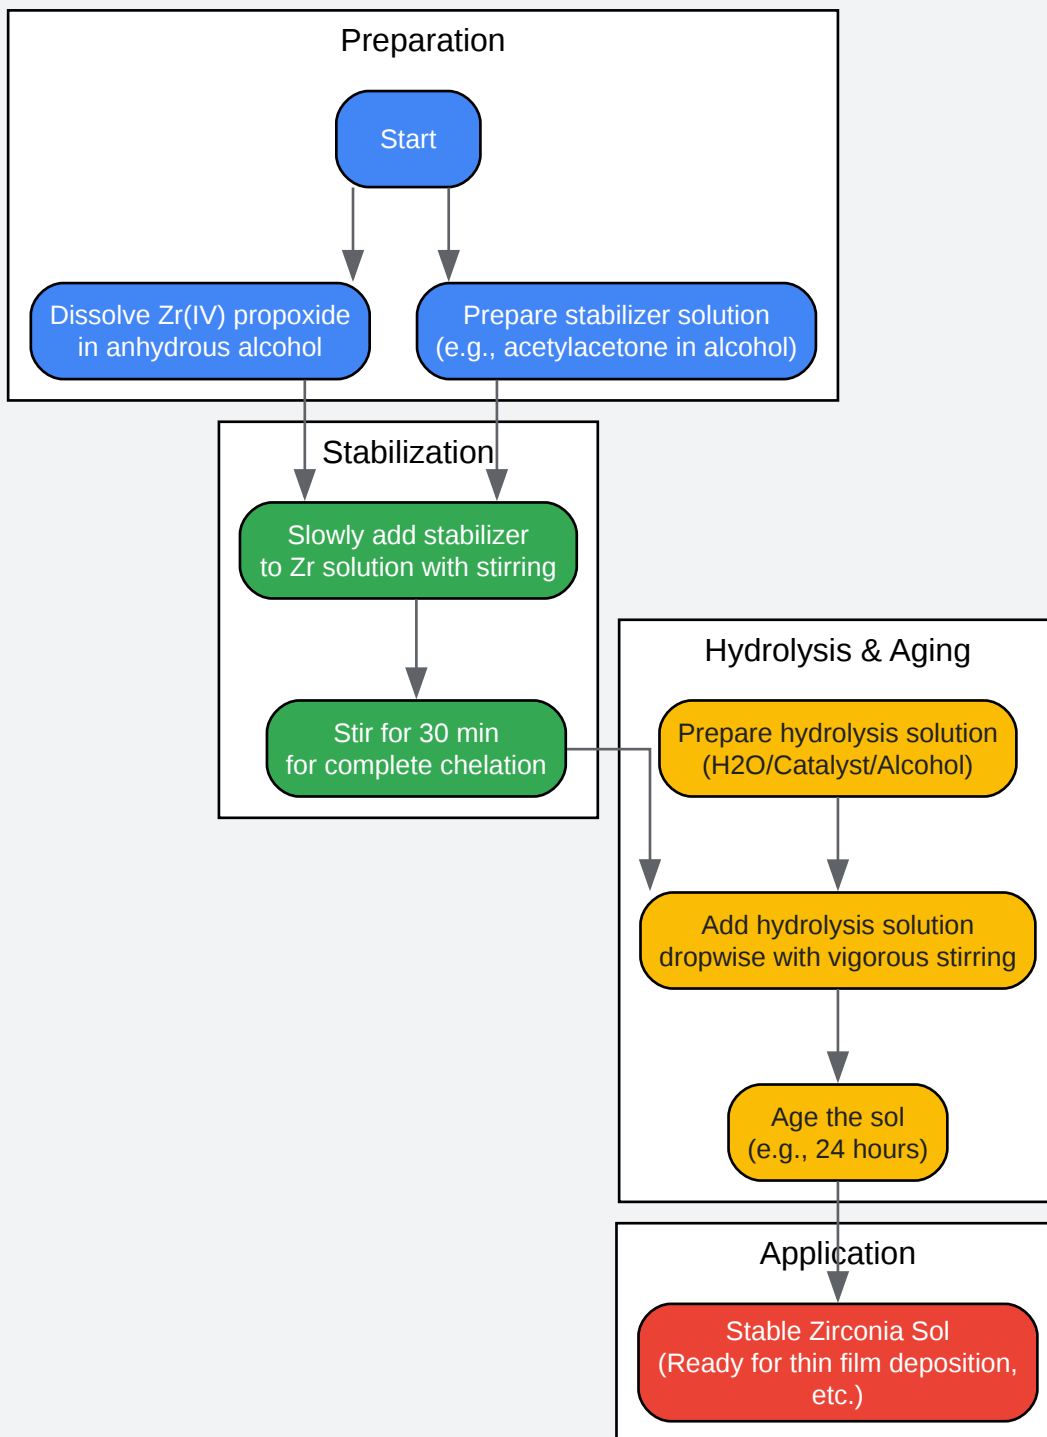 Preparation
Start
Dissolve Zr(IV) propoxide
in anhydrous alcohol
Prepare stabilizer solution
(e.g., acetylacetone in alcohol)
Stabilization
Slowly add stabilizer
to Zr solution with stirring
Stir for 30 min
for complete chelation
Hydrolysis & Aging
Prepare hydrolysis solution
(H2O/Catalyst/Alcohol)
Add hydrolysis solution
dropwise with vigorous stirring
Age the sol
(e.g., 24 hours)
Application
Stable Zirconia Sol
(Ready for thin film deposition,
etc.)